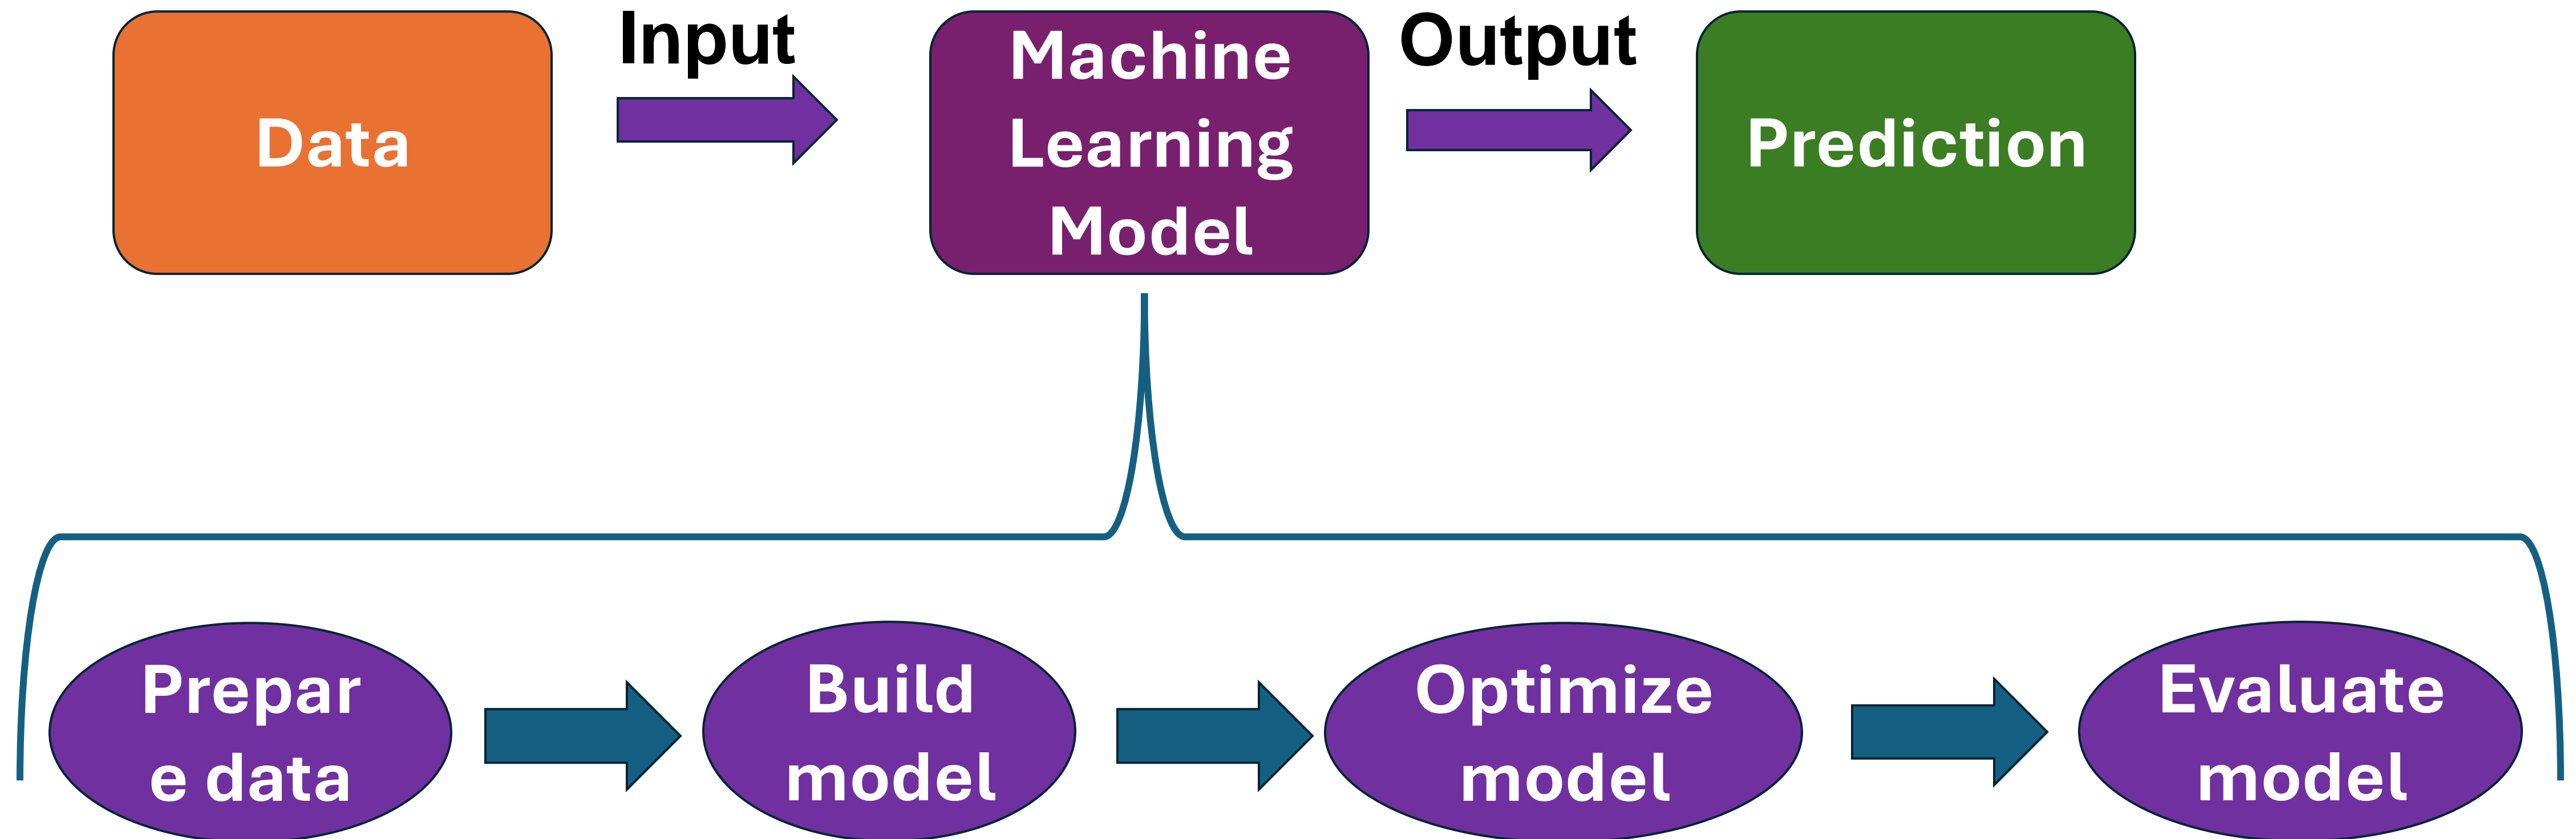 Data
Input
Machine
Learning
Model
Output
Prediction
Prepar
e data
Build
model
Optimize
model
Evaluate
model